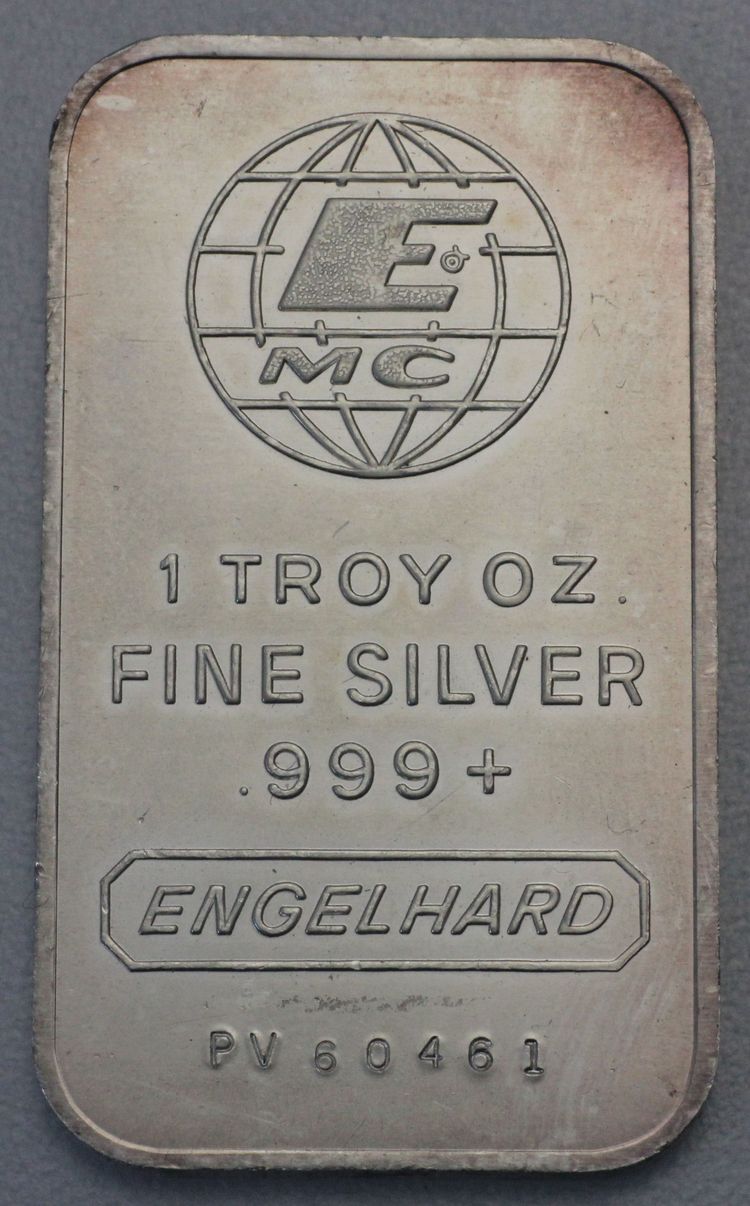 E
MC
1 TROY OZ.
FINE SILVER
.999+
ENGELHARD
PV 60461